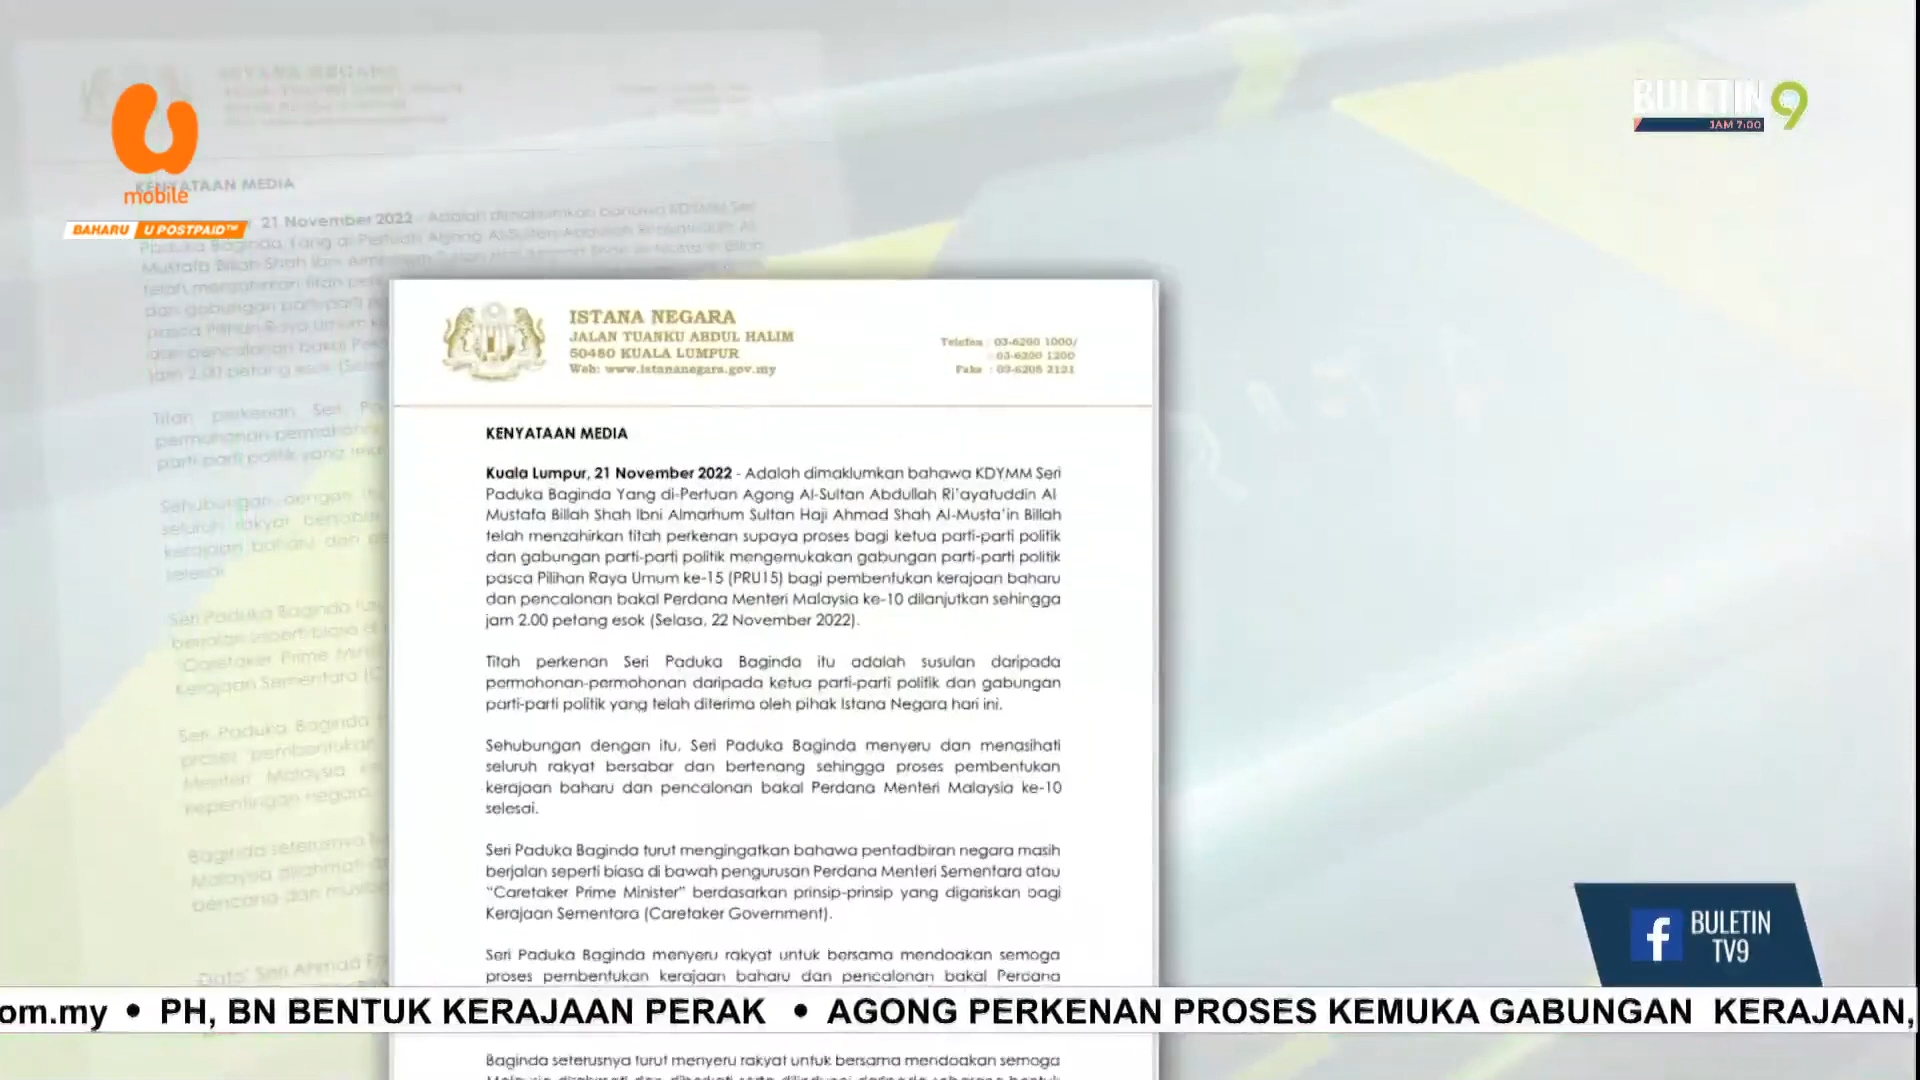 mobile
BAHARU U POSTPAID™
BULETIN 9
JAM 7:00
KENYATAAN MEDIA
21 November 2022
ISTANA NEGARA
JALAN TUANKU ABDUL HALIM
50480 KUALA LUMPUR
Web: www.istananegara.gov.my
Telefon : 03-6200 1000/
: 03-6200 1200
Faks : 03-6205 2121
KENYATAAN MEDIA
Kuala Lumpur, 21 November 2022 - Adalah dimaklumkan bahawa KDYMM Seri
Paduka Baginda Yang di-Pertuan Agong Al-Sultan Abdullah Ri'ayatuddin Al-
Mustafa Billah Shah Ibni Almarhum Sultan Haji Ahmad Shah Al-Musta'in Billah
telah menzahirkan titah perkenan supaya proses bagi ketua parti-parti politik
dan gabungan parti-parti politik mengemukakan gabungan parti-parti politik
pasca Pilihan Raya Umum ke-15 (PRU15) bagi pembentukan kerajaan baharu
dan pencalonan bakal Perdana Menteri Malaysia ke-10 dilanjutkan sehingga
jam 2.00 petang esok (Selasa, 22 November 2022).
Titah perkenan Seri Paduka Baginda itu adalah susulan daripada
permohonan-permohonan daripada ketua parti-parti politik dan gabungan
parti-parti politik yang telah diterima oleh pihak Istana Negara hari ini.
Sehubungan dengan itu, Seri Paduka Baginda menyeru dan menasihati
seluruh rakyat bersabar dan bertenang sehingga proses pembentukan
kerajaan baharu dan pencalonan bakal Perdana Menteri Malaysia ke-10
selesai.
Seri Paduka Baginda turut mengingatkan bahawa pentadbiran negara masih
berjalan seperti biasa di bawah pengurusan Perdana Menteri Sementara atau
"Caretaker Prime Minister" berdasarkan prinsip-prinsip yang digariskan bagi
Kerajaan Sementara (Caretaker Government).
Seri Paduka Baginda menyeru rakyat untuk bersama mendoakan semoga
proses pembentukan kerajaan baharu dan pencalonan bakal Perdana
BULETIN
TV9
om.my • PH, BN BENTUK KERAJAAN PERAK • AGONG PERKENAN PROSES KEMUKA GABUNGAN KERAJAAN,
Baginda seterusnya turut menyeru rakyat untuk bersama mendoakan semoga